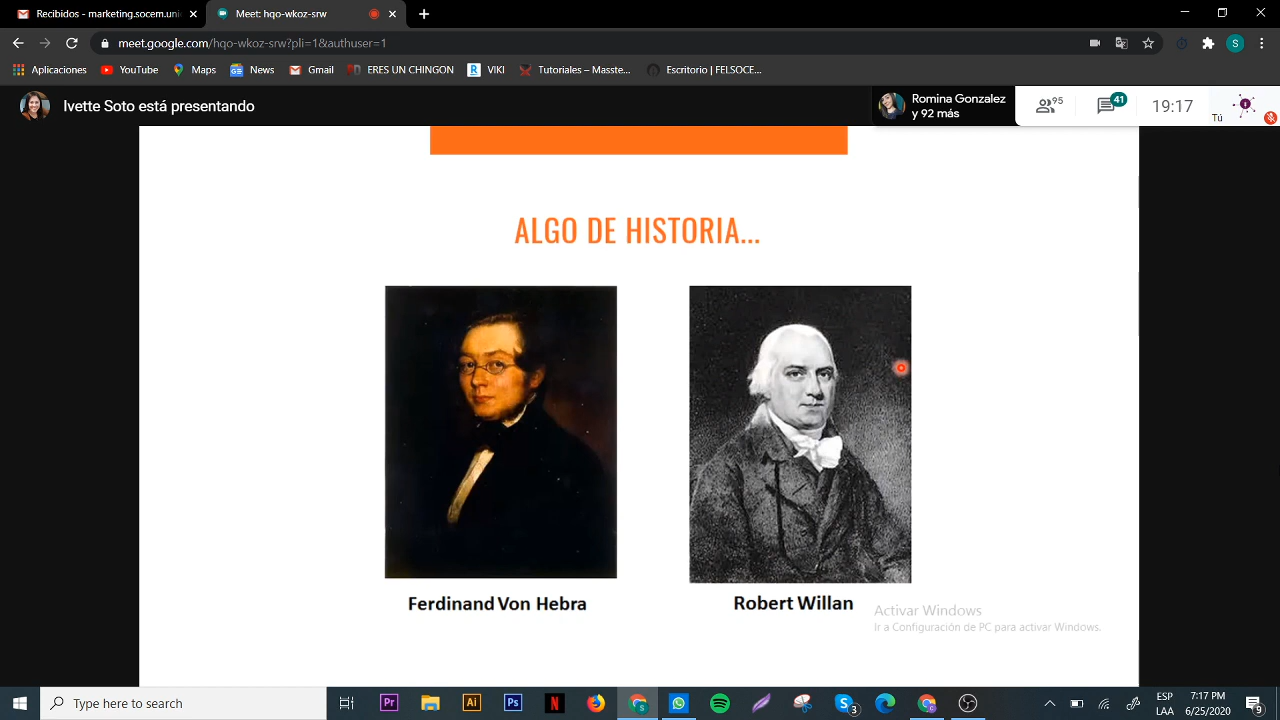 Recibidos - marketing.socem.uni
Meet: hqo-wkoz-srw
meet.google.com/hqo-wkoz-srw?pli=1&authuser=1
Aplicaciones YouTube Maps News Gmail ERES UN CHINGON VIKI Tutoriales – Masste... Escritorio | FELSOCE...
Ivette Soto está presentando
Romina Gonzalez
y 92 más
95
41
19:17
Tú
ALGO DE HISTORIA...
Ferdinand Von Hebra
Robert Willan
Activar Windows
Ir a Configuración de PC para activar Windows.
Type here to search
ESP
LAA
7:17 PM
6/25/2020